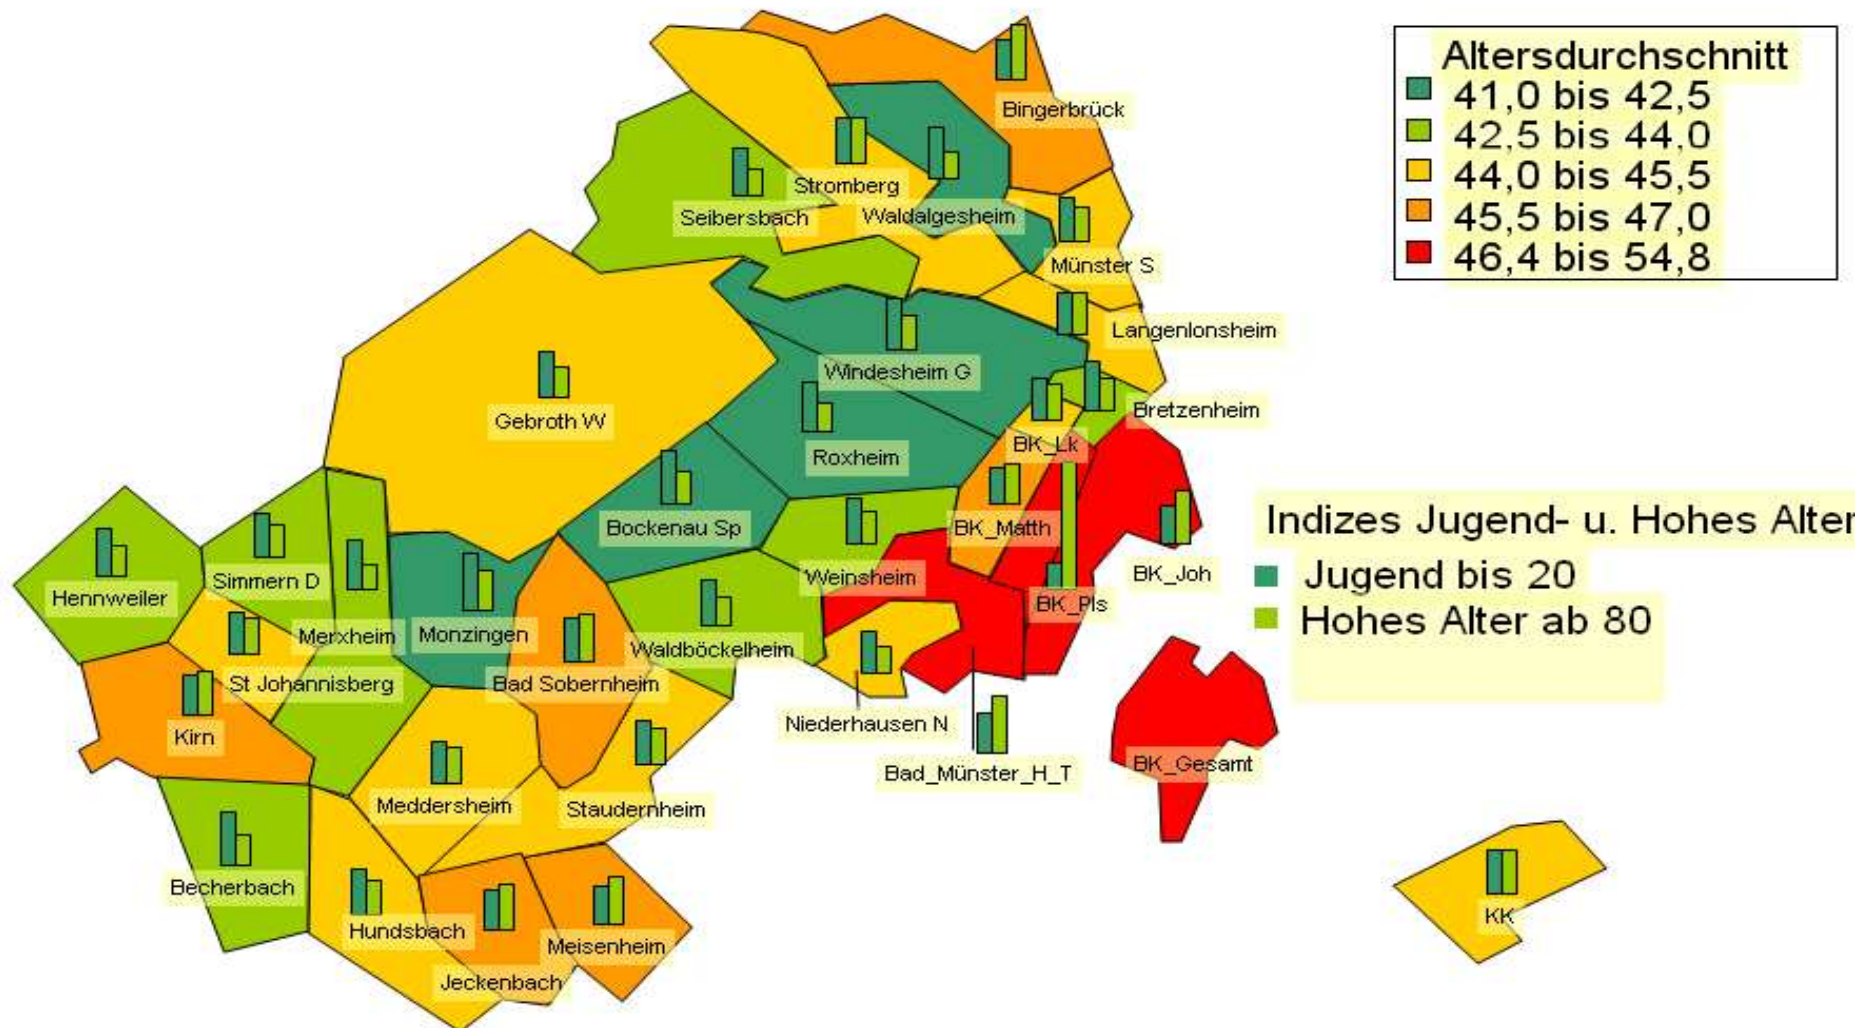 Altersdurchschnitt
41,0 bis 42,5
42,5 bis 44,0
44,0 bis 45,5
45,5 bis 47,0
46,4 bis 54,8
Bingerbrück
Stromberg
Seibersbach
Waldalgesheim
Münster S
Langenlonsheim
Windesheim G
Gebroth W
Bretzenheim
BK_Lk
Roxheim
Bockenau Sp
BK_Matth
Indizes Jugend- u. Hohes Alter
Jugend bis 20
Hohes Alter ab 80
BK_Joh
Weinsheim
Simmern D
Hennweiler
BK_Pls
Merxheim
Monzingen
Waldböckelheim
St Johannisberg
Bad Sobernheim
Niederhausen N
Kirn
BK_Gesamt
Bad_Münster_H_T
Meddersheim
Staudernheim
Becherbach
KK
Hundsbach
Meisenheim
Jeckenbach